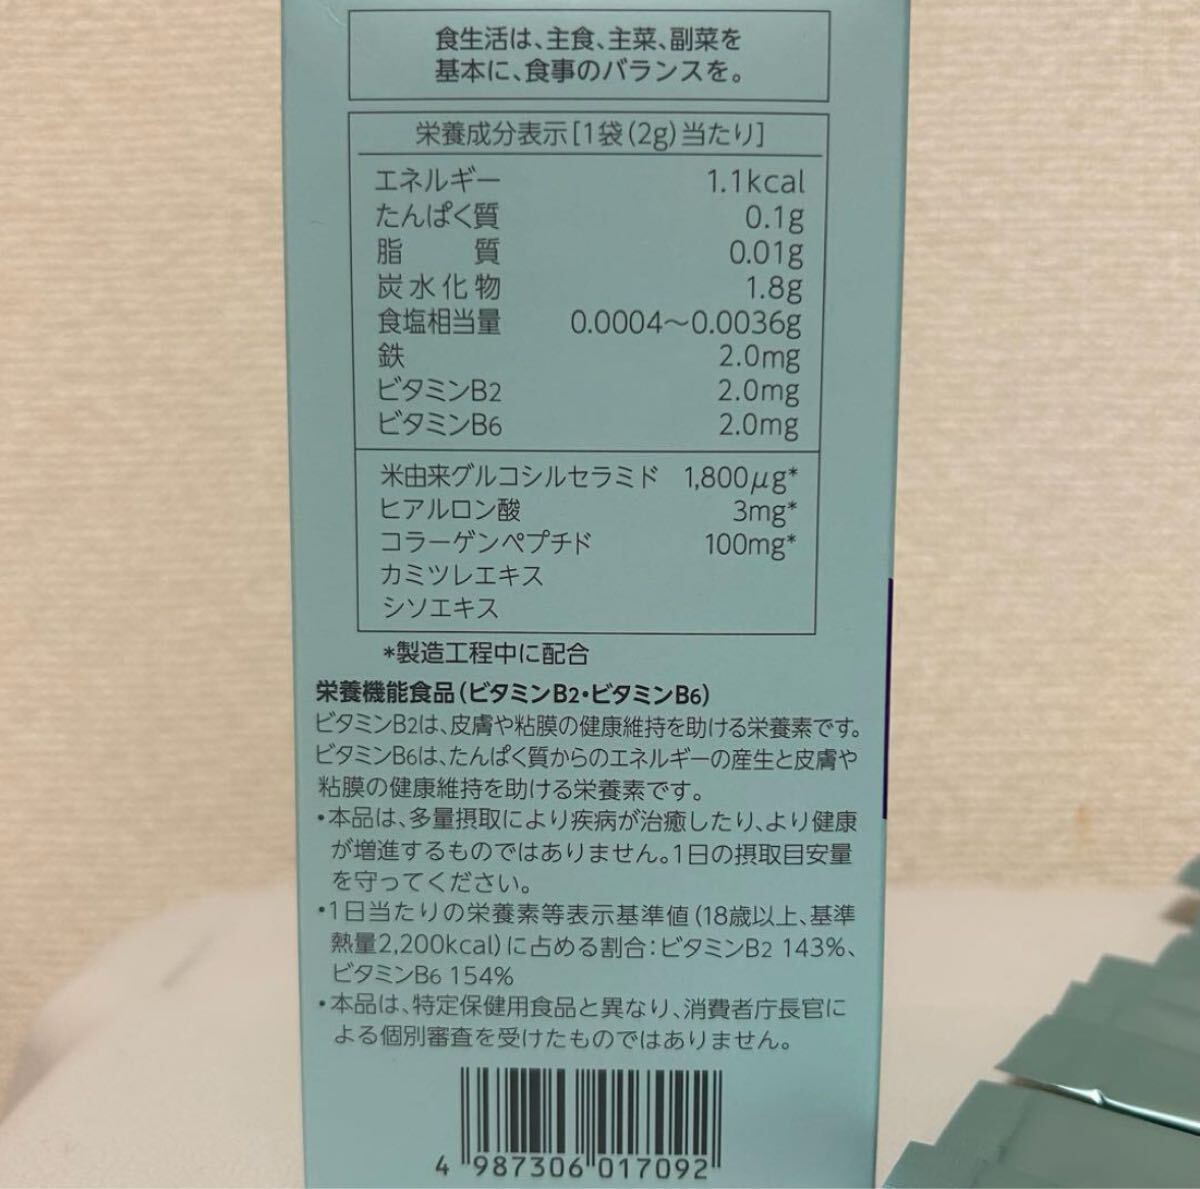 食生活は、主食、主菜、副菜を
基本に、食事のバランスを。
栄養成分表示[1袋(2g)当たり]
エネルギー 1.1kcal
たんぱく質 0.1g
脂質 0.01g
炭水化物 1.8g
食塩相当量 0.0004〜0.0036g
鉄 2.0mg
ビタミンB2 2.0mg
ビタミンB6 2.0mg
米由来グルコシルセラミド 1,800μg*
ヒアルロン酸 3mg*
コラーゲンペプチド 100mg*
カミツレエキス
シソエキス
*製造工程中に配合
栄養機能食品(ビタミンB2・ビタミンB6)
ビタミンB2は、皮膚や粘膜の健康維持を助ける栄養素です。
ビタミンB6は、たんぱく質からのエネルギーの産生と皮膚や
粘膜の健康維持を助ける栄養素です。
・本品は、多量摂取により疾病が治癒したり、より健康
が増進するものではありません。1日の摂取目安量
を守ってください。
・1日当たりの栄養素等表示基準値(18歳以上、基準
熱量2,200kcal)に占める割合:ビタミンB2 143%、
ビタミンB6 154%
・本品は、特定保健用食品と異なり、消費者庁長官に
よる個別審査を受けたものではありません。
4 987306 017092